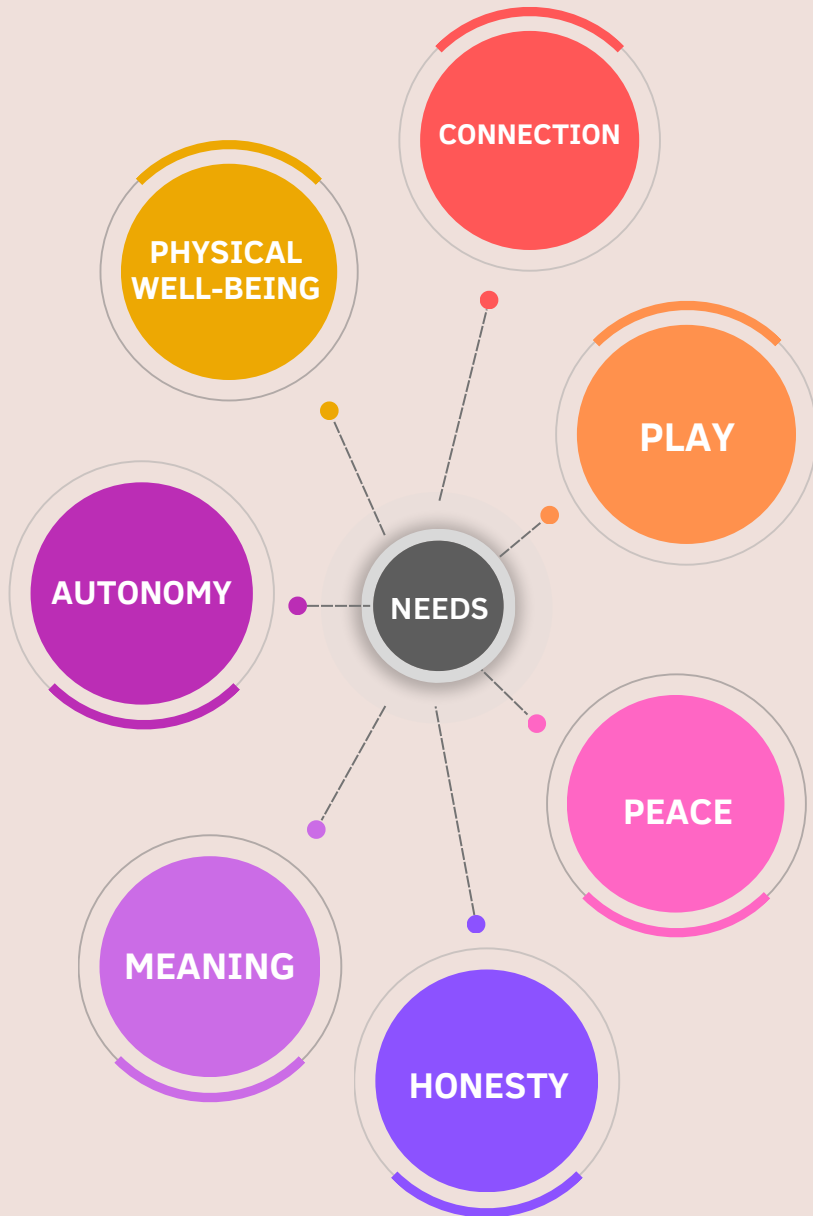 CONNECTION
PHYSICAL
WELL-BEING
PLAY
AUTONOMY
NEEDS
PEACE
MEANING
HONESTY